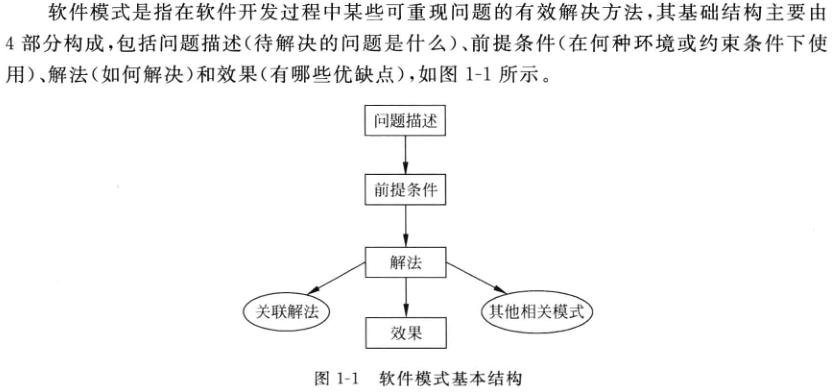 软件模式是指在软件开发过程中某些可重现问题的有效解决方法,其基础结构主要由
4 部分构成,包括问题描述(待解决的问题是什么)、前提条件(在何种环境或约束条件下使
用)、解法(如何解决)和效果(有哪些优缺点),如图 1-1 所示。
问题描述
前提条件
解法
关联解法
其他相关模式
效果
图 1-1 软件模式基本结构